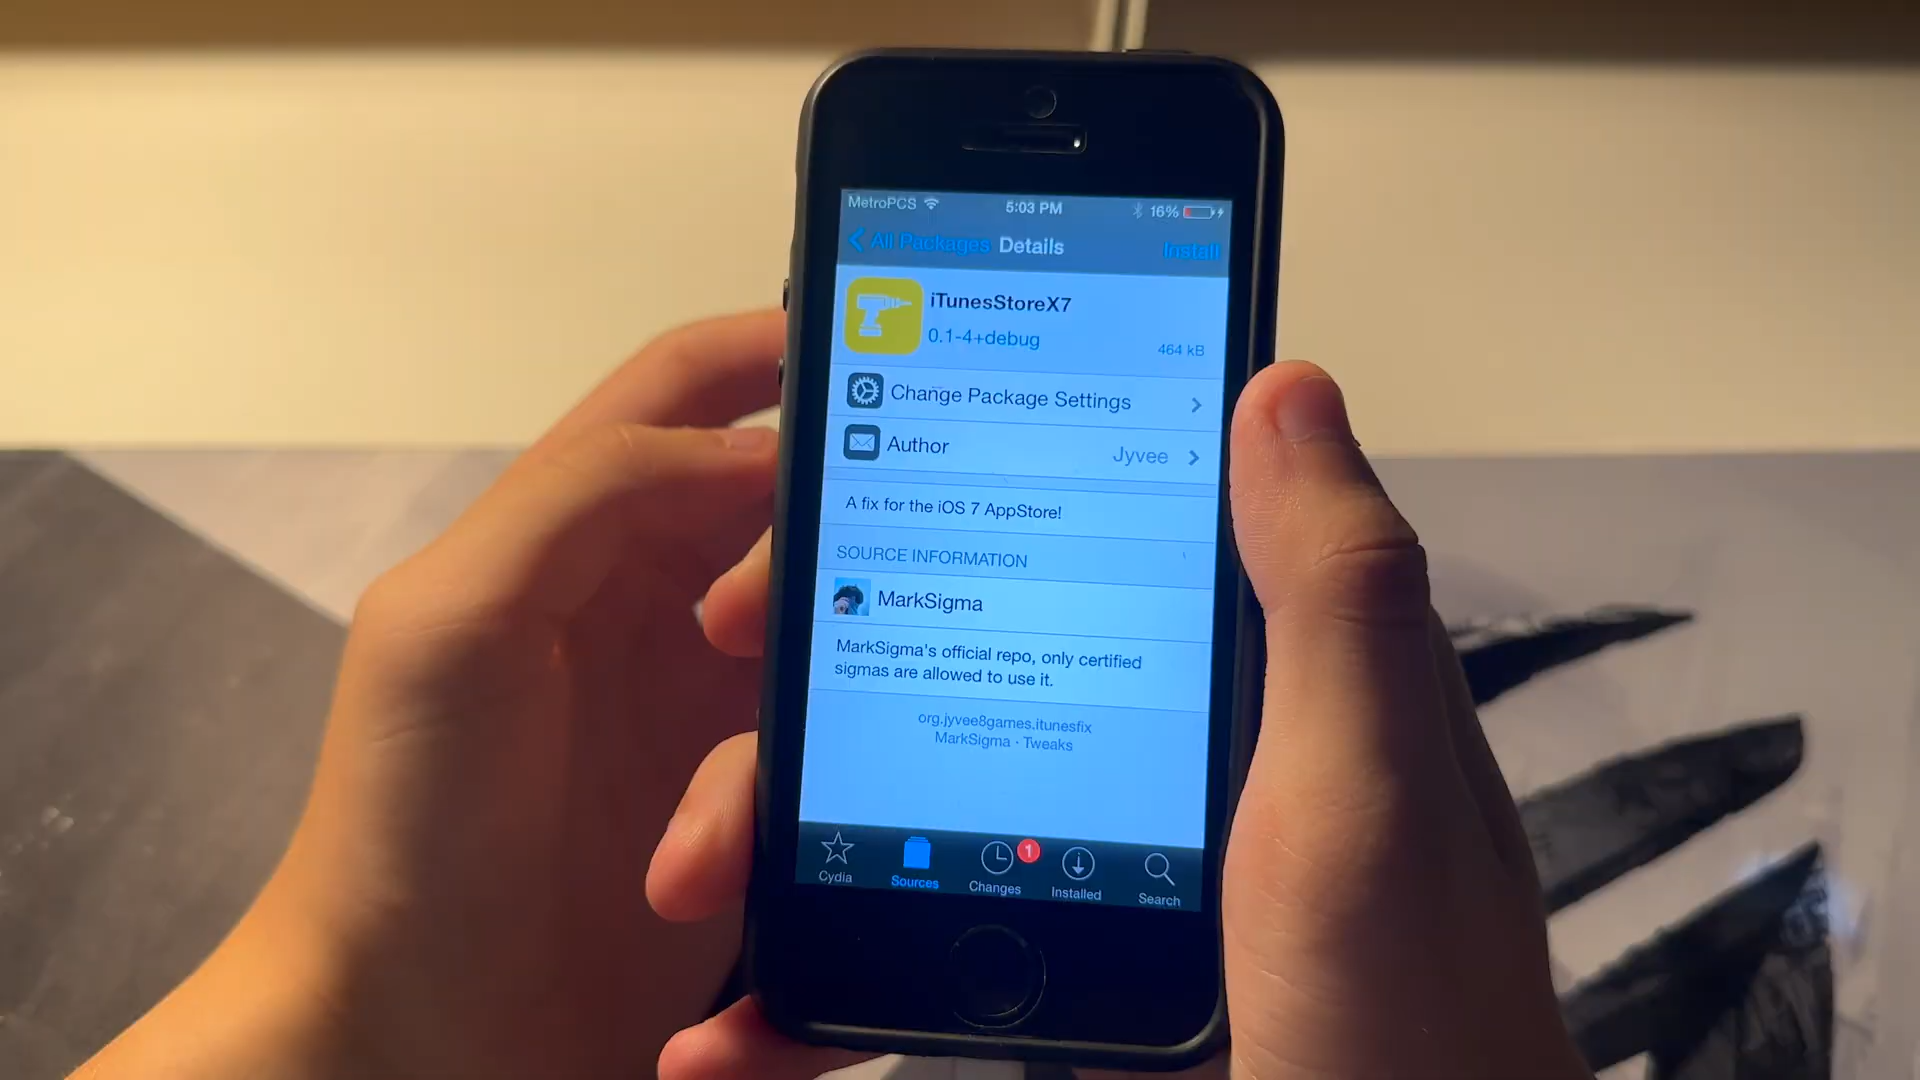 MetroPCS 5:03 PM 16%
All Packages Details Install
iTunesStoreX7
0.1-4+debug 464 kB
Change Package Settings
Author Jyvee
A fix for the iOS 7 AppStore!
SOURCE INFORMATION
MarkSigma
MarkSigma's official repo, only certified
sigmas are allowed to use it.
org.jyvee8games.itunesfix
MarkSigma · Tweaks
1
Cydia Sources Changes Installed Search